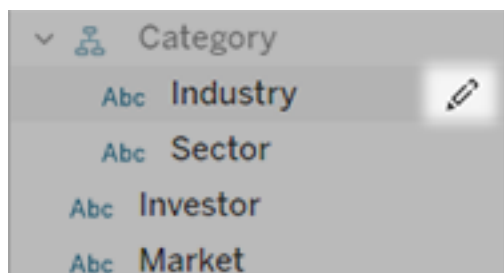 Category
Abc Industry
Abc Sector
Abc Investor
Abc Market